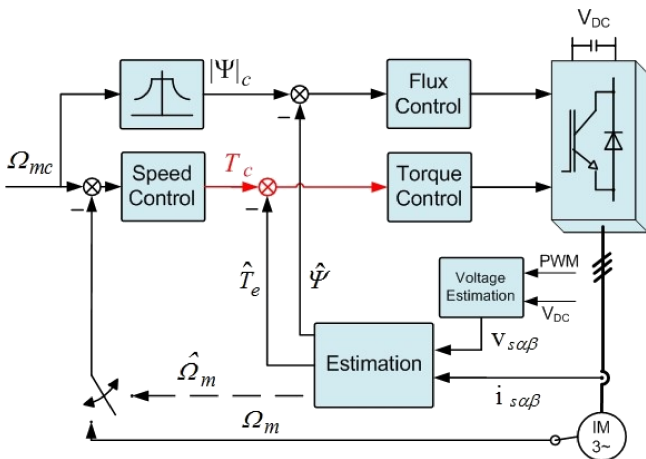 V_DC
|Ψ|_c
Flux
Control
Ω_mc
Speed
Control
T_c
Torque
Control
T̂_e
Ψ̂
Voltage
Estimation
PWM
V_DC
v_sαβ
Estimation
Ω̂_m
i_sαβ
Ω_m
IM
3~